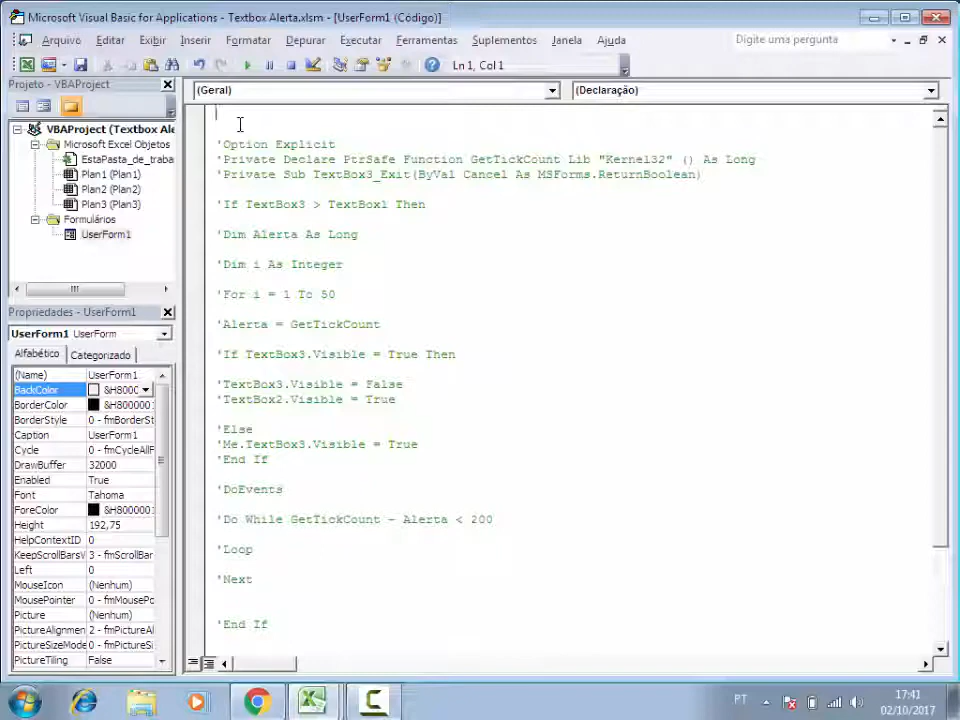 Microsoft Visual Basic for Applications - Textbox Alerta.xlsm - [UserForm1 (Código)]
Arquivo Editar Exibir Inserir Formatar Depurar Executar Ferramentas Suplementos Janela Ajuda
Digite uma pergunta
Ln 1, Col 1
Projeto - VBAProject
(Geral)
(Declaração)
VBAProject (Textbox Ale
Microsoft Excel Objetos
EstaPasta_de_traba
Plan1 (Plan1)
Plan2 (Plan2)
Plan3 (Plan3)
Formulários
UserForm1
Propriedades - UserForm1
UserForm1 UserForm
Alfabético Categorizado
(Name) UserForm1
BackColor &H8000
BorderColor &H800000
BorderStyle 0 - fmBorderSt
Caption UserForm1
Cycle 0 - fmCycleAllF
DrawBuffer 32000
Enabled True
Font Tahoma
ForeColor &H800000
Height 192,75
HelpContextID 0
KeepScrollBarsV 3 - fmScrollBar
Left 0
MouseIcon (Nenhum)
MousePointer 0 - fmMousePo
Picture (Nenhum)
PictureAlignmen 2 - fmPictureAl
PictureSizeMode 0 - fmPictureSi
PictureTiling False
'Option Explicit
'Private Declare PtrSafe Function GetTickCount Lib "Kernel32" () As Long
'Private Sub TextBox3_Exit(ByVal Cancel As MSForms.ReturnBoolean)
'If TextBox3 > TextBox1 Then
'Dim Alerta As Long
'Dim i As Integer
'For i = 1 To 50
'Alerta = GetTickCount
'If TextBox3.Visible = True Then
'TextBox3.Visible = False
'TextBox2.Visible = True
'Else
'Me.TextBox3.Visible = True
'End If
'DoEvents
'Do While GetTickCount - Alerta < 200
'Loop
'Next
'End If
PT
17:41
02/10/2017